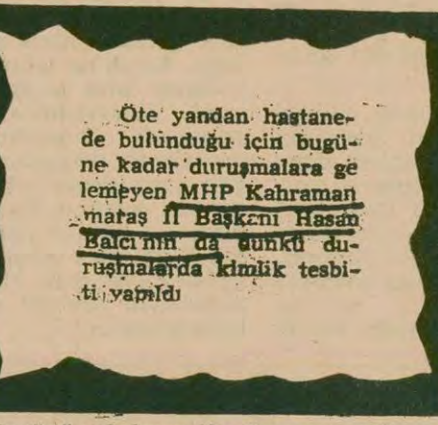 Öte yandan hastane-
de bulunduğu için bugü-
ne kadar duruşmalara ge
lemeyen MHP Kahraman
maraş İl Başkanı Hasan
Balcı'nın da dünkü du-
ruşmalarda kimlik tesbi-
ti yapıldı